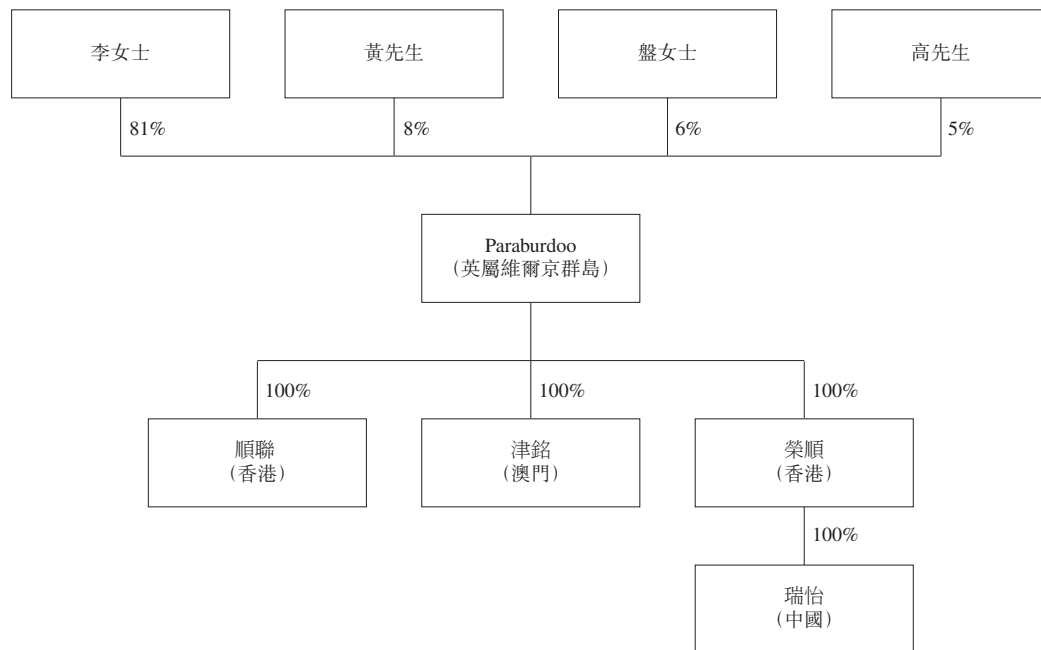 李女士
黃先生
盤女士
高先生
81%
8%
6%
5%
Paraburdoo
（英屬維爾京群島）
100%
100%
100%
順聯
（香港）
津銘
（澳門）
榮順
（香港）
100%
瑞怡
（中國）